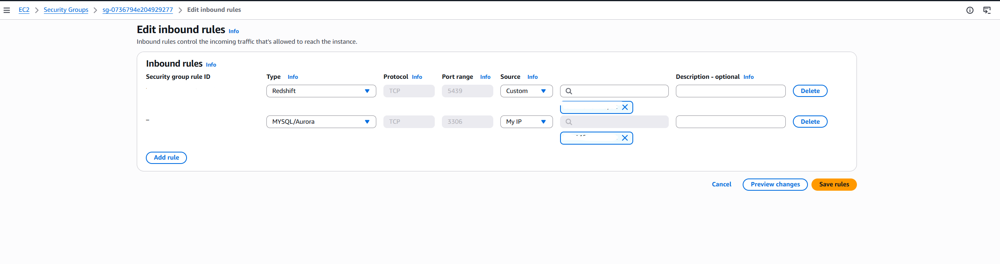 EC2 > Security Groups > sg-0736794e204929277 > Edit inbound rules
Edit inbound rules Info
Inbound rules control the incoming traffic that's allowed to reach the instance.
Inbound rules Info
Security group rule ID Type Info Protocol Info Port range Info Source Info Description - optional Info
Redshift TCP 5439 Custom Delete
– MYSQL/Aurora TCP 3306 My IP Delete
Add rule
Cancel Preview changes Save rules